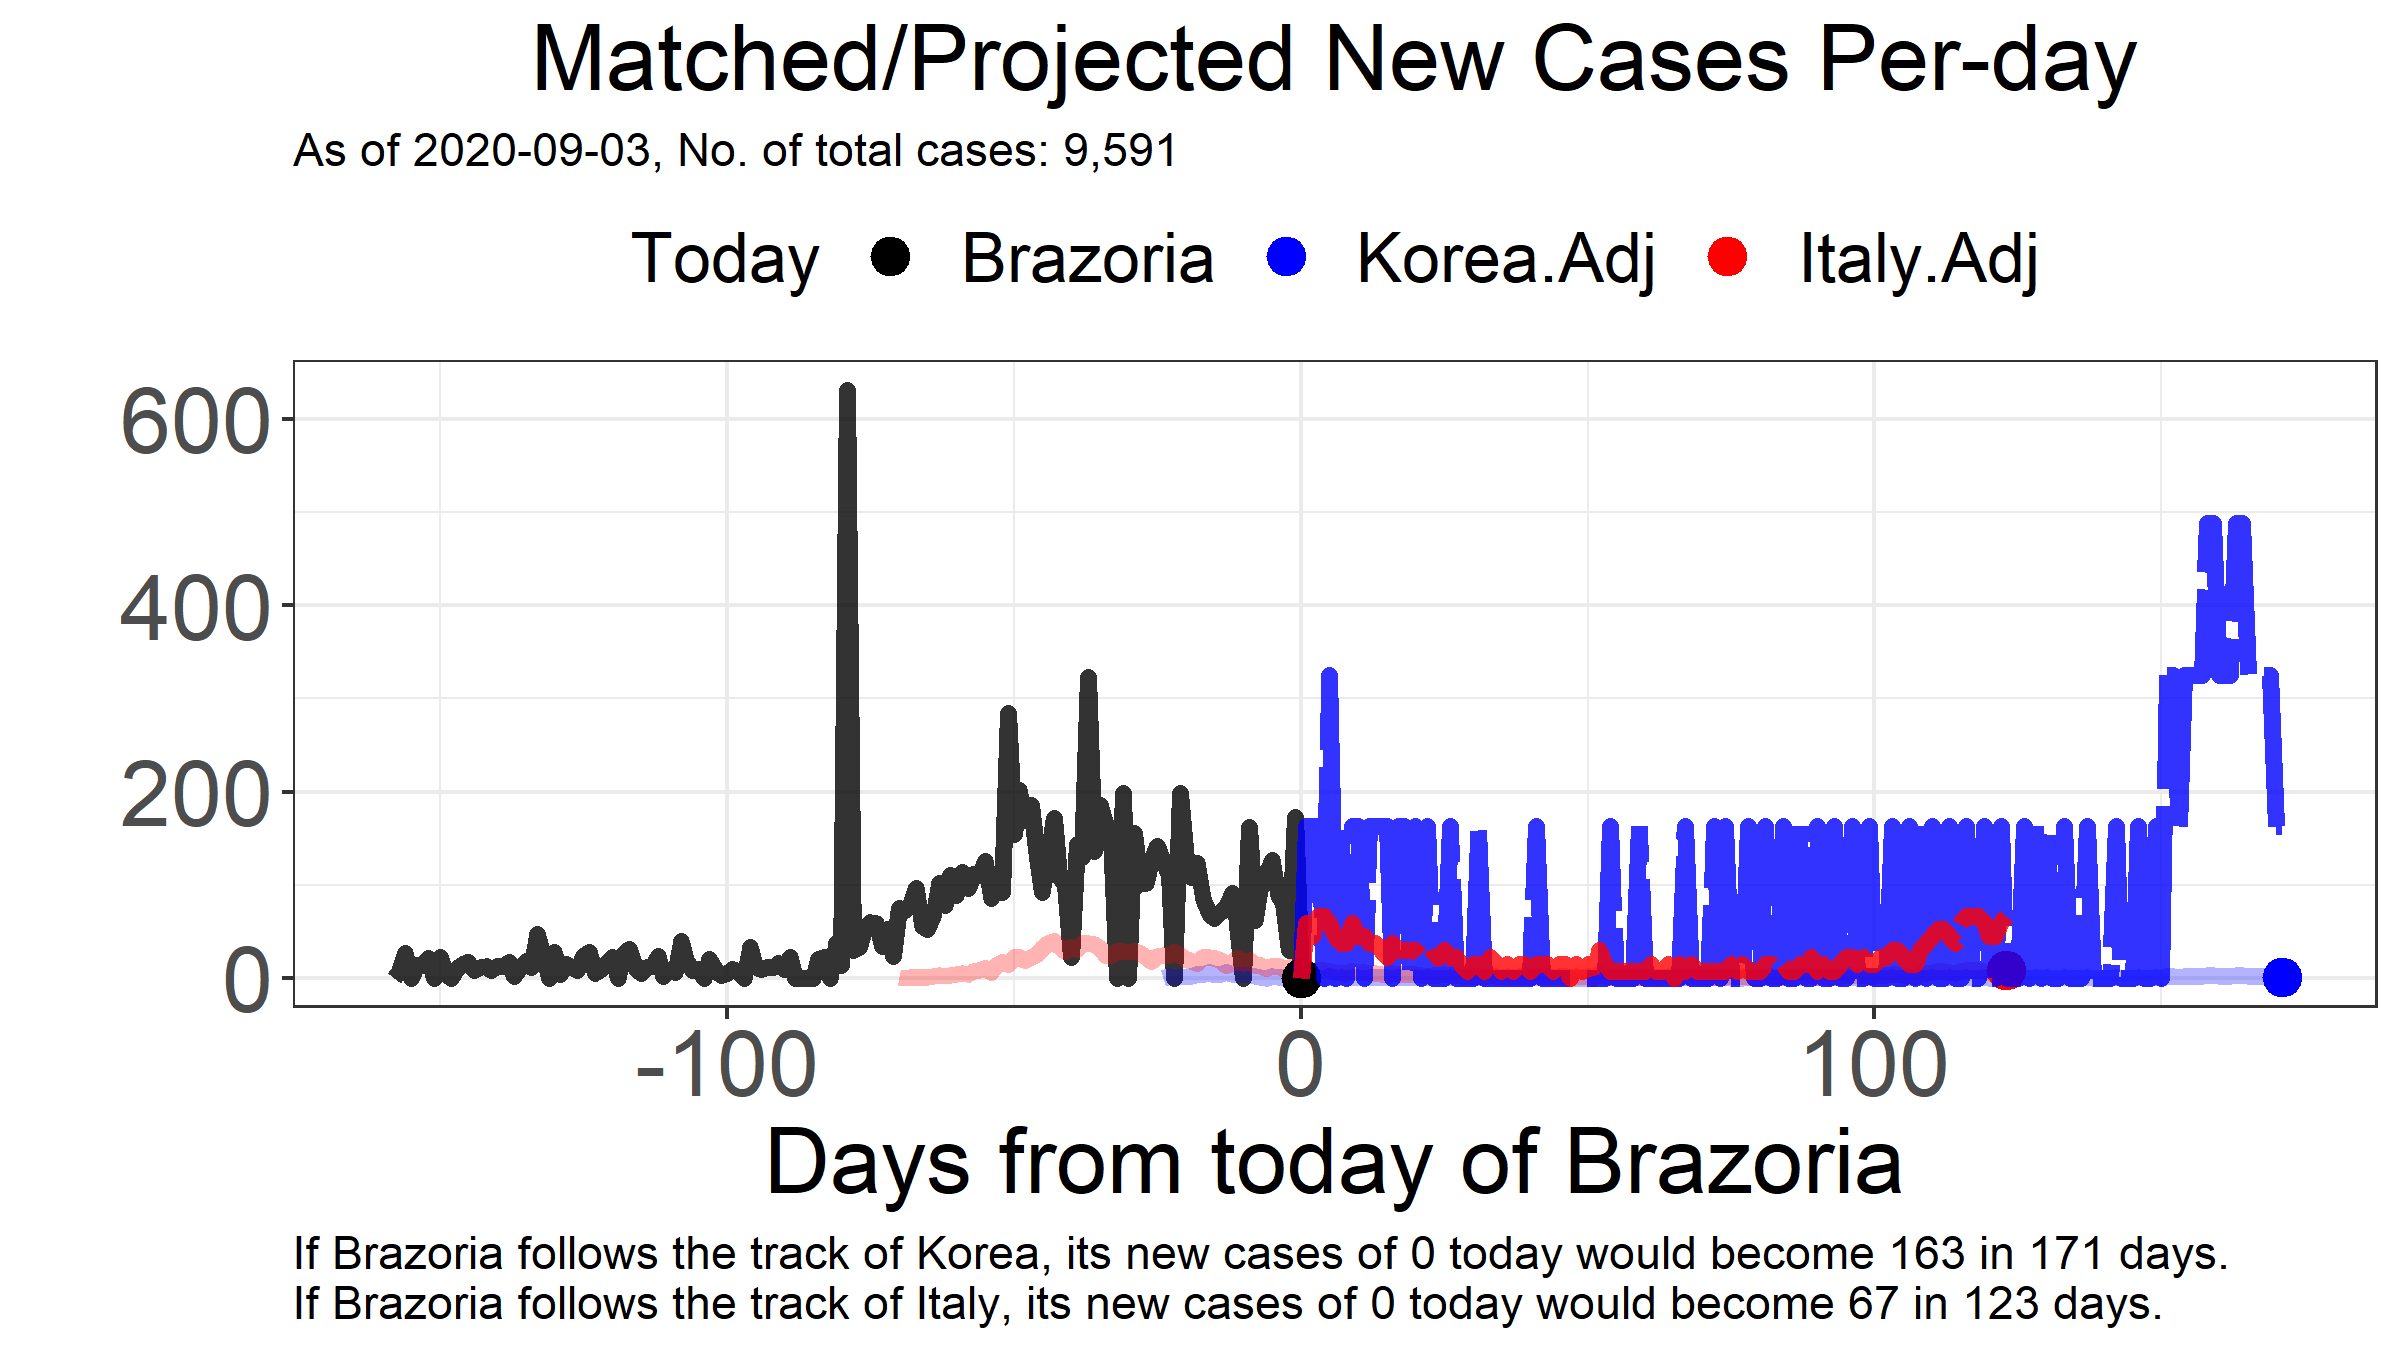 Matched/Projected New Cases Per-day
As of 2020-09-03, No. of total cases: 9,591
Today Brazoria Korea.Adj Italy.Adj
600
400
200
0
-100 0 100
Days from today of Brazoria
If Brazoria follows the track of Korea, its new cases of 0 today would become 163 in 171 days.
If Brazoria follows the track of Italy, its new cases of 0 today would become 67 in 123 days.